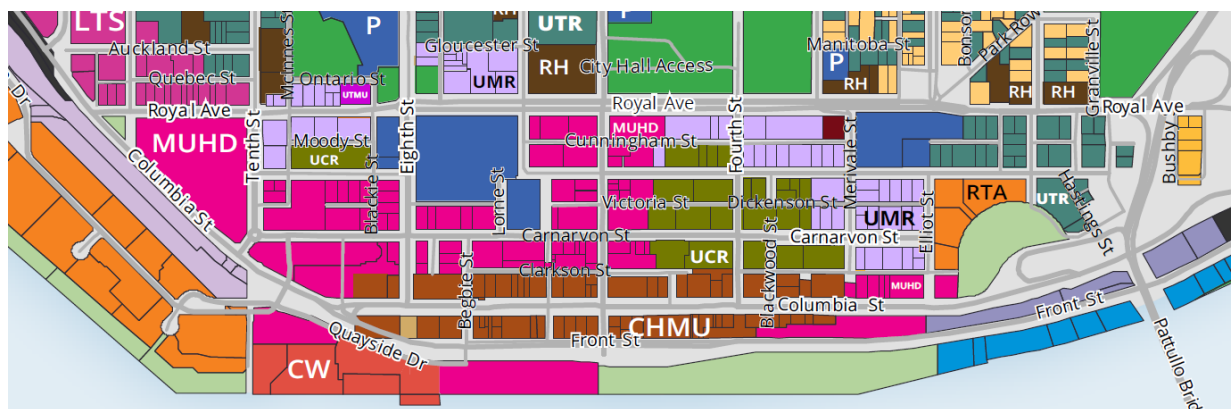 LTS
RH
UTR
P
P
Bonson
Park Row
Granville St
Auckland St
McInnes St
Gloucester St
Manitoba St
Quebec St
Ontario St
UMR
RH
City Hall Access
P
RH
RH
RH
UTMU
Royal Ave
Royal Ave
Royal Ave
Dr
MUHD
Tenth St
Moody St
UCR
Eighth St
MUHD
Cunningham St
Fourth St
Merivale St
Bushby
Columbia St
Blackie St
Lorne St
Victoria St
Dickenson St
UMR
RTA
UTR
Hastings St
Carnarvon St
Carnarvon St
Elliot St
UCR
Clarkson St
Begbie St
Blackwood St
MUHD
Columbia St
Front St
Quayside Dr
CHMU
Front St
CW
Pattullo Brid